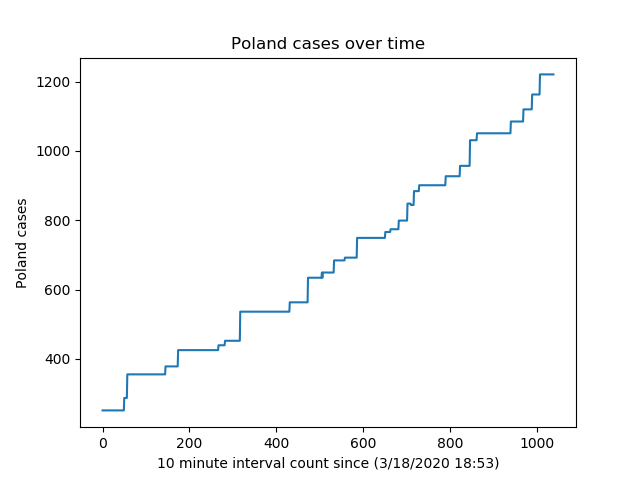 Poland cases over time
1200
1000
800
600
400
Poland cases
0 200 400 600 800 1000
10 minute interval count since (3/18/2020 18:53)